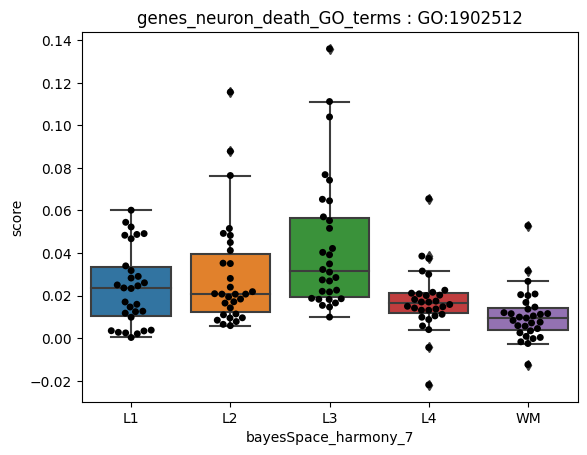 genes_neuron_death_GO_terms : GO:1902512
0.14
0.12
0.10
0.08
0.06
0.04
0.02
0.00
−0.02
score
L1 L2 L3 L4 WM
bayesSpace_harmony_7